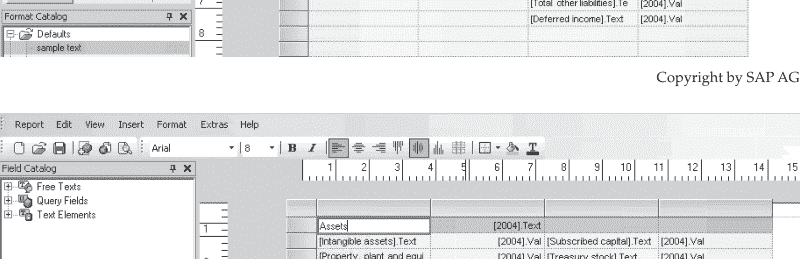 7
[Total other liabilities].Te [2004].Val
Format Catalog
[Deferred income].Text [2004].Val
Defaults
8
sample text
Copyright by SAP AG
Report Edit View Insert Format Extras Help
Arial 8 B I T
Field Catalog
1 2 3 4 5 6 7 8 9 10 11 12 13 14 15
Free Texts
Query Fields
Text Elements
1 Assets [2004].Text
[Intangible assets].Text [2004].Val [Subscribed capital].Text [2004].Val
[Property, plant and equi [2004].Val [Treasury stock].Text [2004].Val